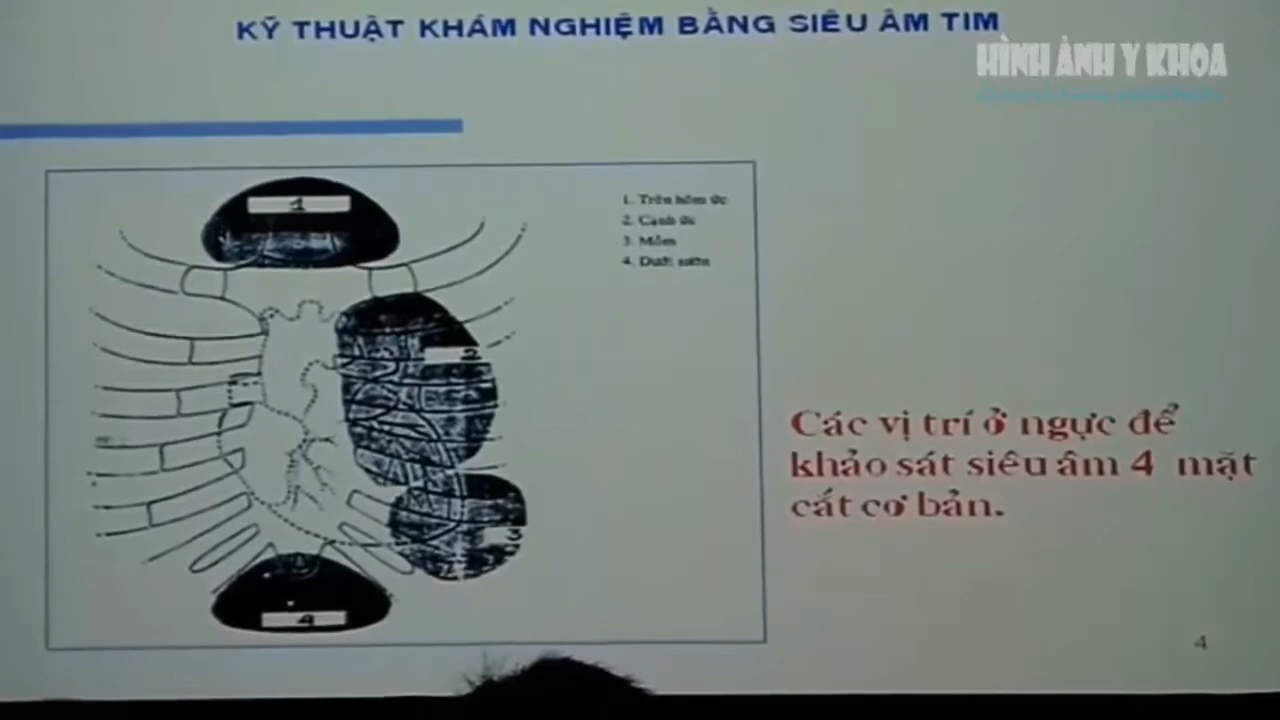 KỸ THUẬT KHÁM NGHIỆM BẰNG SIÊU ÂM TIM
HÌNH ẢNH Y KHOA
1
1. Trên hõm ức
2. Cạnh ức
3. Mỏm
4. Dưới sườn
2
Các vị trí ở ngực để
khảo sát siêu âm 4 mặt
cắt cơ bản.
3
4
4